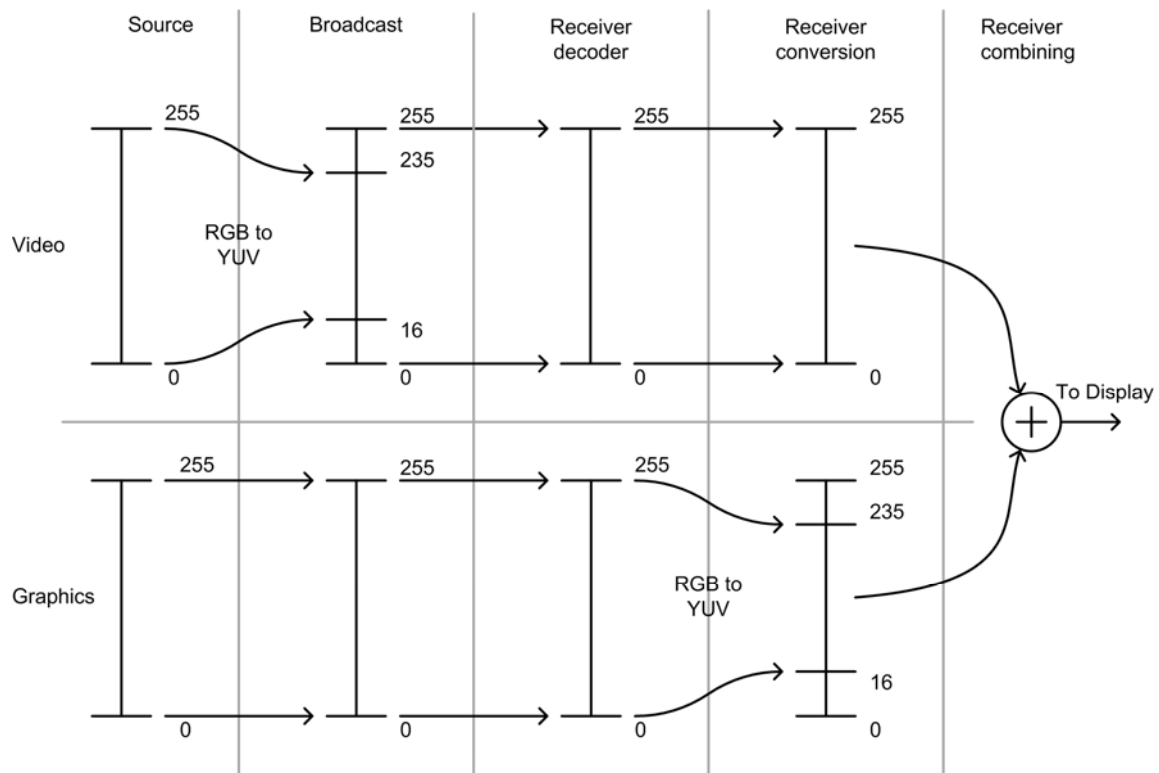 Source
Broadcast
Receiver
decoder
Receiver
conversion
Receiver
combining
255
255
255
255
235
Video
RGB to
YUV
16
0
0
0
0
To Display
255
255
255
255
235
Graphics
RGB to
YUV
16
0
0
0
0